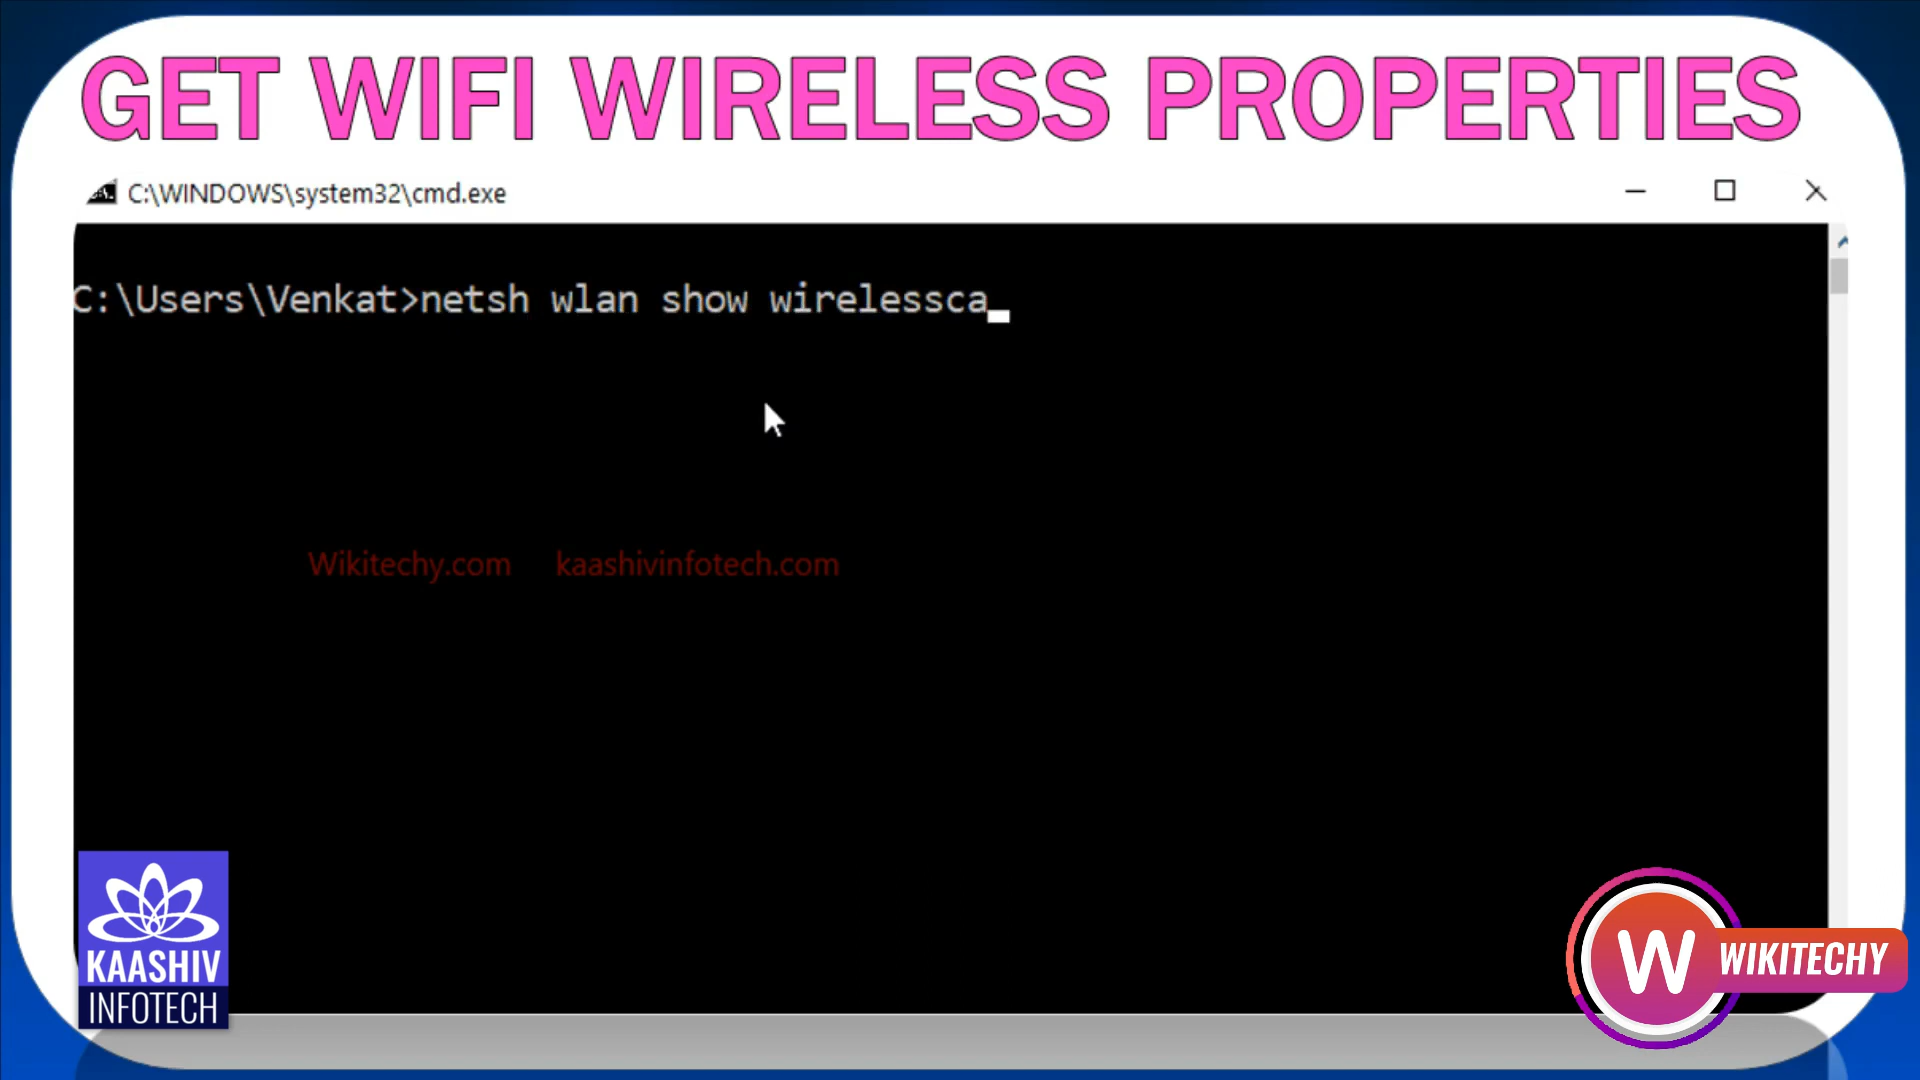 GET WIFI WIRELESS PROPERTIES
C:\WINDOWS\system32\cmd.exe
C:\Users\Venkat>netsh wlan show wirelessca
Wikitechy.com kaashivinfotech.com
KAASHIV
INFOTECH
W WIKITECHY